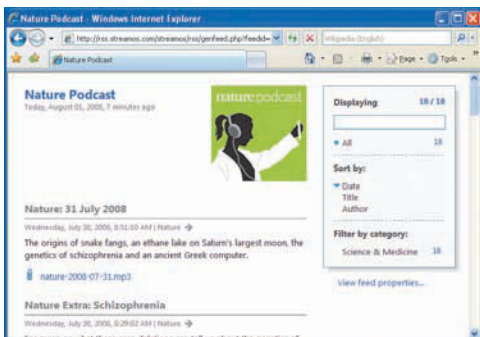 Nature Podcast - Windows Internet Explorer
http://rss.streamos.com/streamos/rss/genfeed.php?feedid=
Wikipedia (English)
Nature Podcast
Page
Tools
Nature Podcast
Today, August 01, 2008, 7 minutes ago
nature podcast
Displaying 18 / 18
All 18
Sort by:
Date
Title
Author
Filter by category:
Science & Medicine 18
View feed properties...
Nature: 31 July 2008
Wednesday, July 30, 2008, 8:51:10 AM | Nature
The origins of snake fangs, an ethane lake on Saturn's largest moon, the
genetics of schizophrenia and an ancient Greek computer.
nature-2008-07-31.mp3
Nature Extra: Schizophrenia
Wednesday, July 30, 2008, 8:29:02 AM | Nature